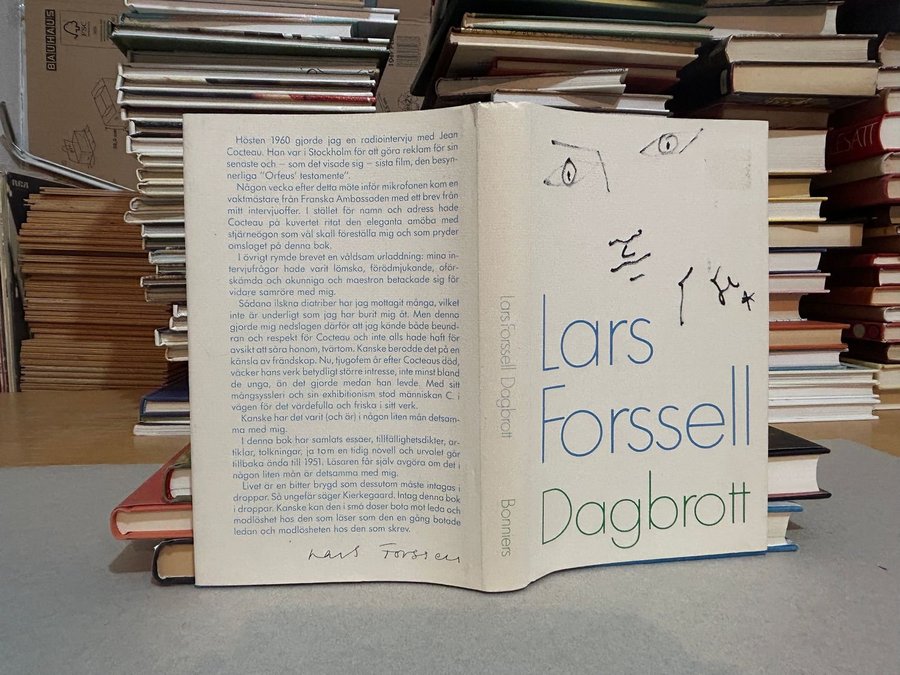 BAUHAUS
FSC
RCA
BATT
Hösten 1960 gjorde jag en radiointervju med Jean
Cocteau. Han var i Stockholm för att göra reklam för sin
senaste och – som det visade sig – sista film, den besyn-
nerliga "Orfeus' testamente".
Någon vecka efter detta möte inför mikrofonen kom en
vaktmästare från Franska Ambassaden med ett brev från
mitt intervjuoffer. I stället för namn och adress hade
Cocteau på kuvertet ritat den eleganta amöba med
stjärneögon som väl skall föreställa mig och som pryder
omslaget på denna bok.
I övrigt rymde brevet en våldsam urladdning: mina in-
tervjufrågor hade varit lömska, förödmjukande, oför-
skämda och okunniga och maestron betackade sig för
vidare samröre med mig.
Sådana ilskna diatriber har jag mottagit många, vilket
inte är underligt som jag har burit mig åt. Men denna
gjorde mig nedslagen därför att jag kände både beund-
ran och respekt för Cocteau och inte alls hade haft för
avsikt att såra honom, tvärtom. Kanske berodde det på en
känsla av frändskap. Nu, tjugofem år efter Cocteaus död,
väcker hans verk betydligt större intresse, inte minst bland
de unga, än det gjorde medan han levde. Med sitt
mångsyssleri och sin exhibitionism stod människan C. i
vägen för det värdefulla och friska i sitt verk.
Kanske har det varit (och är) i någon liten mån detsam-
ma med mig.
I denna bok har samlats essäer, tillfällighetsdikter, ar-
tiklar, tolkningar, ja tom en tidig novell och urvalet går
tillbaka ända till 1951. Läsaren får själv avgöra om det i
någon liten mån är detsamma med mig.
Livet är en bitter brygd som dessutom måste intagas i
droppar. Så ungefär säger Kierkegaard. Intag denna bok
i droppar. Kanske kan den i små doser bota mot leda och
modlöshet hos den som läser som den en gång botade
ledan och modlösheten hos den som skrev.
Lars Forssell
Lars Forssell Dagbrott
Bonniers
Lars
Forssell
Dagbrott